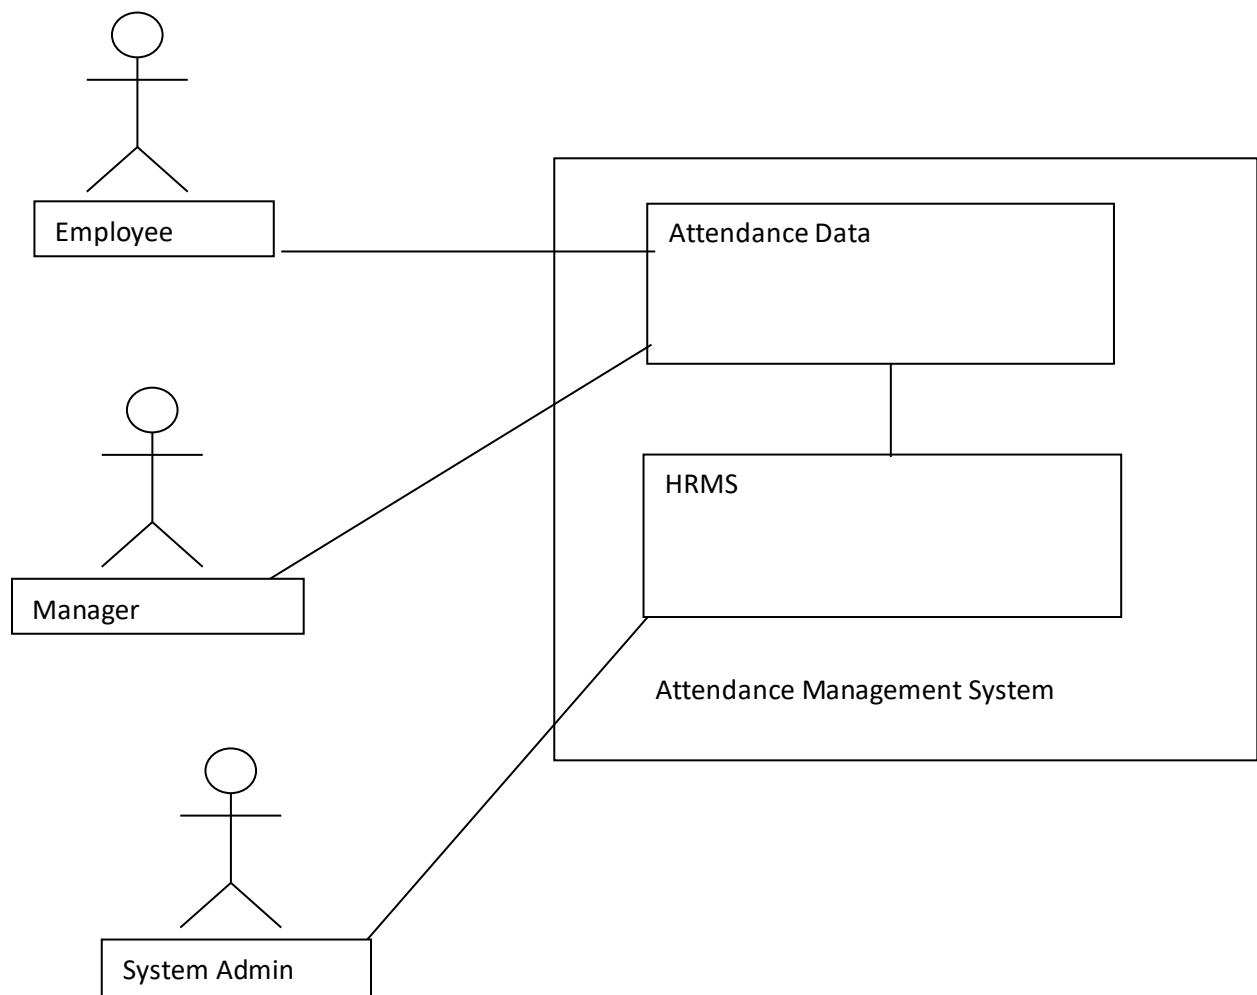 Employee
Attendance Data
HRMS
Manager
Attendance Management System
System Admin